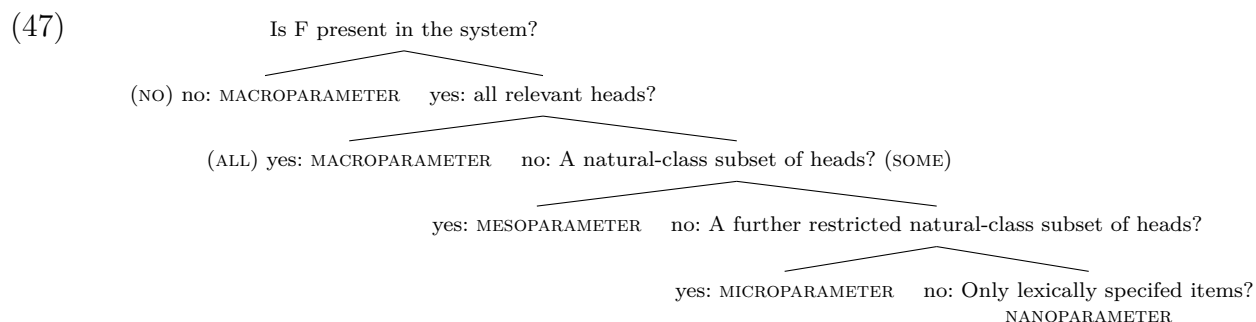 (47)
Is F present in the system?
(NO) no: MACROPARAMETER yes: all relevant heads?
(ALL) yes: MACROPARAMETER no: A natural-class subset of heads? (SOME)
yes: MESOPARAMETER no: A further restricted natural-class subset of heads?
yes: MICROPARAMETER no: Only lexically specifed items?
NANOPARAMETER